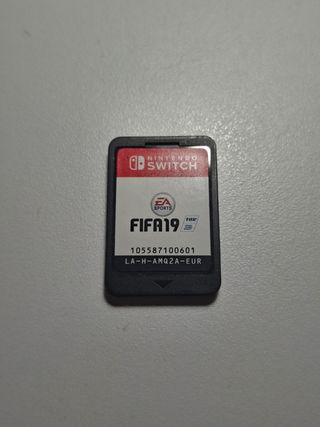 NINTENDO
SWITCH
EA
SPORTS
FIFA19
105587100601
LA-H-AMQ2A-EUR